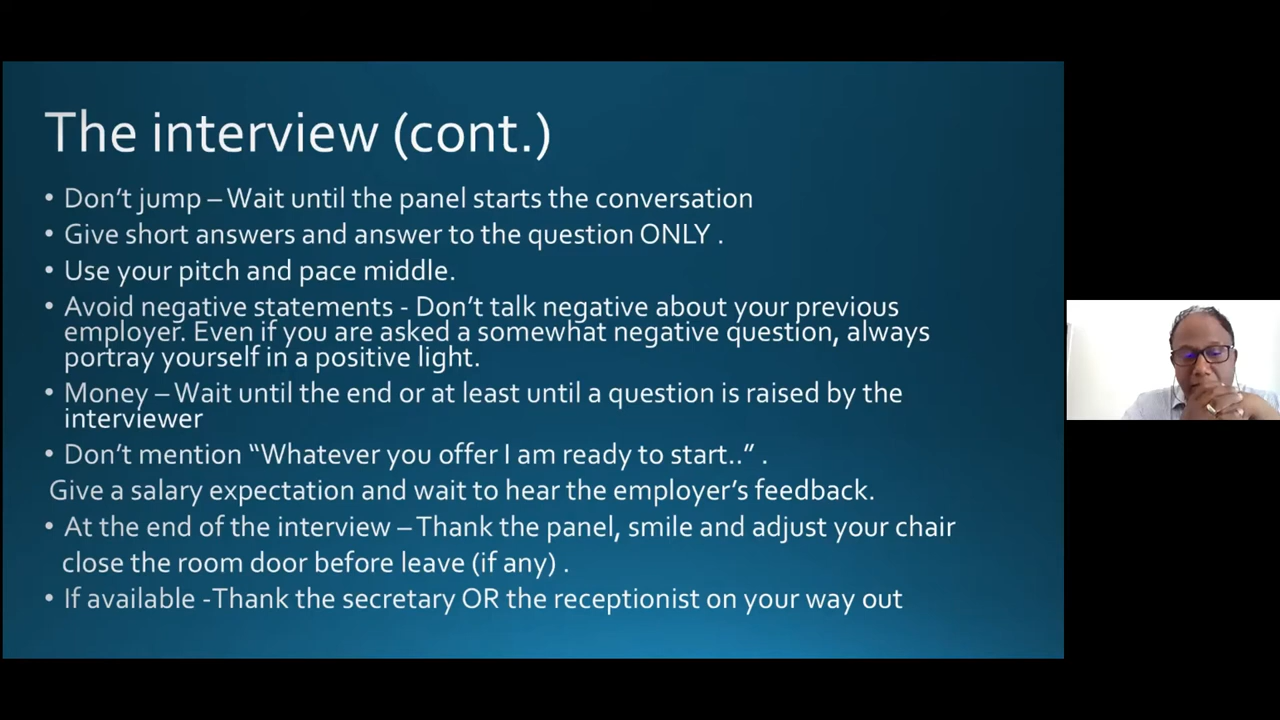 The interview (cont.)
• Don't jump – Wait until the panel starts the conversation
• Give short answers and answer to the question ONLY .
• Use your pitch and pace middle.
• Avoid negative statements - Don't talk negative about your previous
employer. Even if you are asked a somewhat negative question, always
portray yourself in a positive light.
• Money – Wait until the end or at least until a question is raised by the
interviewer
• Don't mention “Whatever you offer I am ready to start..” .
Give a salary expectation and wait to hear the employer's feedback.
• At the end of the interview – Thank the panel, smile and adjust your chair
close the room door before leave (if any) .
• If available -Thank the secretary OR the receptionist on your way out